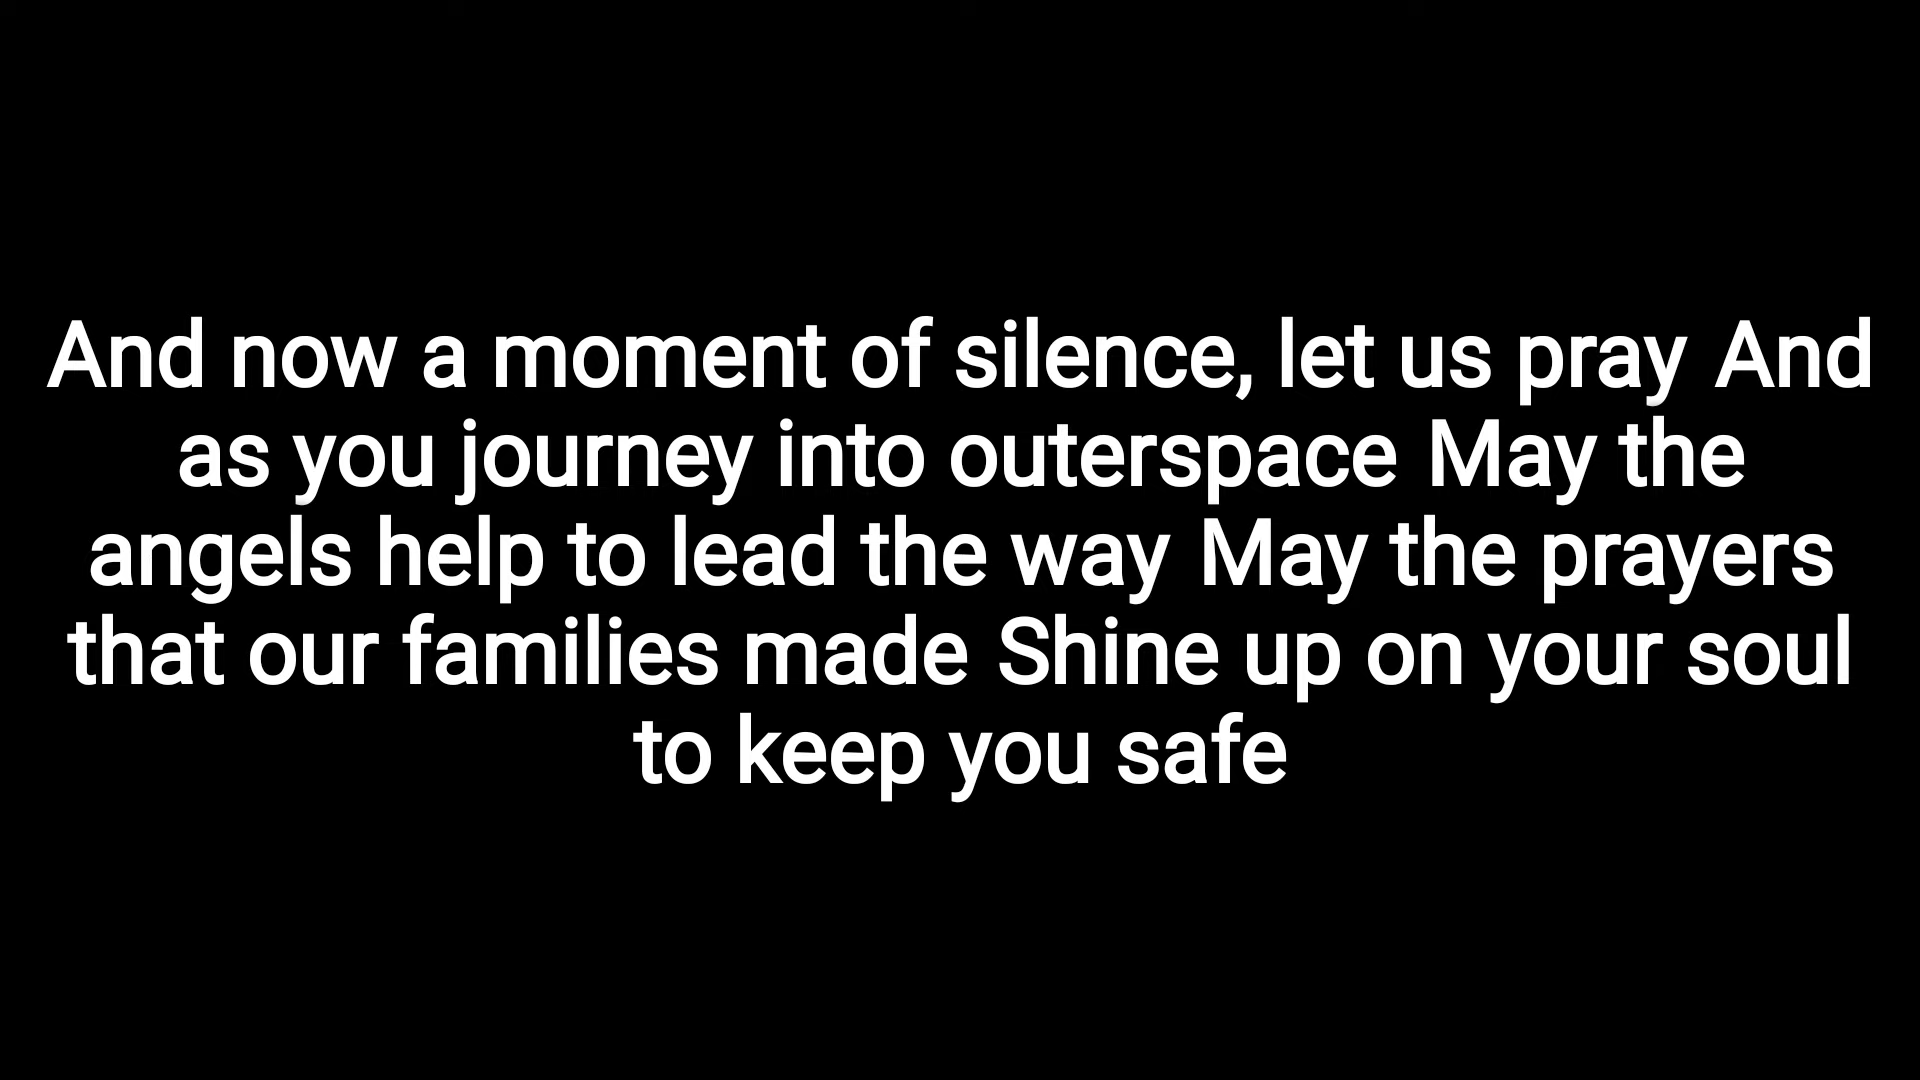 And now a moment of silence, let us pray And
as you journey into outerspace May the
angels help to lead the way May the prayers
that our families made Shine up on your soul
to keep you safe